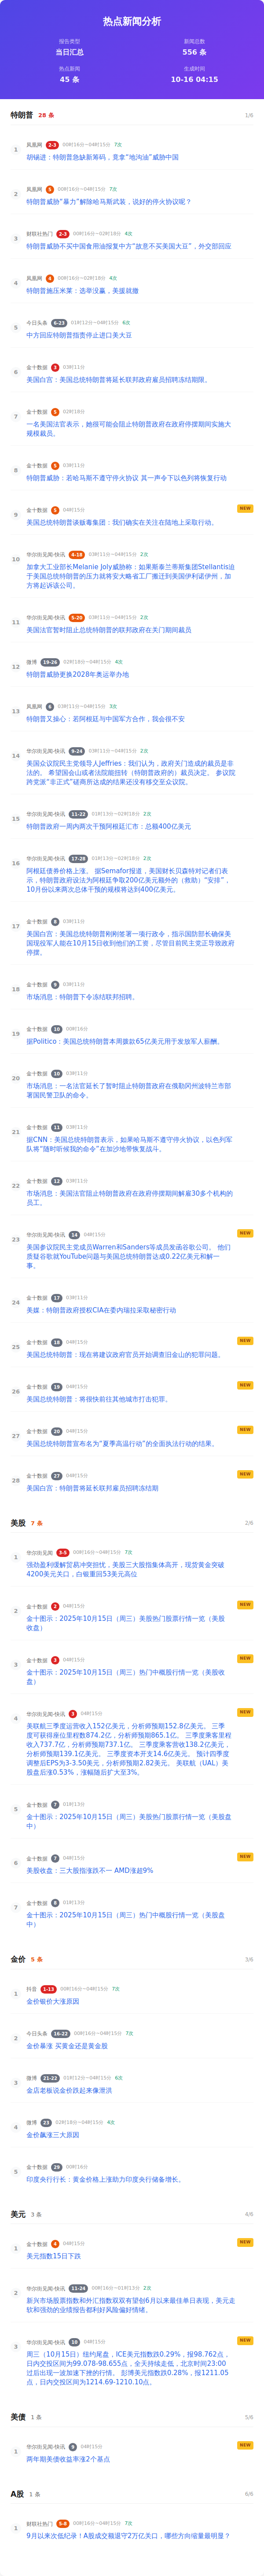 热点新闻分析
报告类型
当日汇总
新闻总数
556 条
热点新闻
45 条
生成时间
10-16 04:15
特朗普 28 条 1/6
1 凤凰网 2-3 00时16分~04时15分 7次
胡锡进：特朗普急缺新筹码，竟拿“地沟油”威胁中国
2 凤凰网 5 00时16分~04时15分 7次
特朗普威胁“暴力”解除哈马斯武装，说好的停火协议呢？
3 财联社热门 2-3 00时16分~02时18分 4次
特朗普威胁不买中国食用油报复中方“故意不买美国大豆”，外交部回应
4 凤凰网 4 00时16分~02时18分 4次
特朗普施压米莱：选举没赢，美援就撤
5 今日头条 6-23 01时12分~04时15分 6次
中方回应特朗普指责停止进口美大豆
6 金十数据 3 03时11分
美国白宫：美国总统特朗普将延长联邦政府雇员招聘冻结期限。
7 金十数据 5 02时18分
一名美国法官表示，她很可能会阻止特朗普政府在政府停摆期间实施大
规模裁员。
8 金十数据 5 03时11分
特朗普威胁：若哈马斯不遵守停火协议 其一声令下以色列将恢复行动
9 金十数据 5 04时15分 NEW
美国总统特朗普谈贩毒集团：我们确实在关注在陆地上采取行动。
10 华尔街见闻-快讯 4-18 03时11分~04时15分 2次
加拿大工业部长Melanie Joly威胁称：如果斯泰兰蒂斯集团Stellantis迫
于美国总统特朗普的压力就将安大略省工厂搬迁到美国伊利诺伊州，加
方将起诉该公司。
11 华尔街见闻-快讯 5-20 03时11分~04时15分 2次
美国法官暂时阻止总统特朗普的联邦政府在关门期间裁员
12 微博 19-26 02时18分~04时15分 4次
特朗普威胁更换2028年奥运举办地
13 凤凰网 6 03时11分~04时15分 3次
特朗普又操心：若阿根廷与中国军方合作，我会很不安
14 华尔街见闻-快讯 9-24 03时11分~04时15分 2次
美国众议院民主党领导人Jeffries：我们认为，政府关门造成的裁员是非
法的。 希望国会山或者法院能扭转（特朗普政府的）裁员决定。 参议院
跨党派“非正式”磋商所达成的结果还没有移交至众议院。
15 华尔街见闻-快讯 11-22 01时13分~02时18分 2次
特朗普政府一周内两次干预阿根廷汇市：总额400亿美元
16 华尔街见闻-快讯 17-28 01时13分~02时18分 2次
阿根廷债券价格上涨。 据Semafor报道，美国财长贝森特对记者们表
示，特朗普政府设法为阿根廷争取200亿美元额外的（救助）“安排”，
10月份以来两次总体干预的规模将达到400亿美元。
17 金十数据 8 03时11分
美国白宫：美国总统特朗普刚刚签署一项行政令，指示国防部长确保美
国现役军人能在10月15日收到他们的工资，尽管目前民主党正导致政府
停摆。
18 金十数据 9 03时11分
市场消息：特朗普下令冻结联邦招聘。
19 金十数据 10 00时16分
据Politico：美国总统特朗普本周拨款65亿美元用于发放军人薪酬。
20 金十数据 10 03时11分
市场消息：一名法官延长了暂时阻止特朗普政府在俄勒冈州波特兰市部
署国民警卫队的命令。
21 金十数据 11 03时11分
据CNN：美国总统特朗普表示，如果哈马斯不遵守停火协议，以色列军
队将“随时听候我的命令”在加沙地带恢复战斗。
22 金十数据 12 03时11分
市场消息：美国法官阻止特朗普政府在政府停摆期间解雇30多个机构的
员工。
23 华尔街见闻-快讯 14 04时15分 NEW
美国参议院民主党成员Warren和Sanders等成员发函谷歌公司。 他们
质疑谷歌就YouTube问题与美国总统特朗普达成0.22亿美元和解一
事。
24 金十数据 17 03时11分
美媒：特朗普政府授权CIA在委内瑞拉采取秘密行动
25 金十数据 18 04时15分 NEW
美国总统特朗普：现在将建议政府官员开始调查旧金山的犯罪问题。
26 金十数据 19 04时15分 NEW
美国总统特朗普：将很快前往其他城市打击犯罪。
27 金十数据 20 04时15分 NEW
美国总统特朗普宣布名为“夏季高温行动”的全面执法行动的结果。
28 金十数据 27 04时15分 NEW
美国白宫：特朗普将延长联邦雇员招聘冻结期
美股 7 条 2/6
1 华尔街见闻 3-5 00时16分~04时15分 7次
强劲盈利缓解贸易冲突担忧，美股三大股指集体高开，现货黄金突破
4200美元关口，白银重回53美元高位
2 金十数据 2 04时15分 NEW
金十图示：2025年10月15日（周三）美股热门股票行情一览（美股
收盘）
3 金十数据 3 04时15分 NEW
金十图示：2025年10月15日（周三）热门中概股行情一览（美股收
盘）
4 华尔街见闻-快讯 3 04时15分 NEW
美联航三季度运营收入152亿美元，分析师预期152.8亿美元。 三季
度可获得座位里程数874.2亿，分析师预期865.1亿。 三季度乘客里程
收入737.7亿，分析师预期737.1亿。 三季度乘客营收138.2亿美元，
分析师预期139.1亿美元。 三季度资本开支14.6亿美元。 预计四季度
调整后EPS为3-3.50美元，分析师预期2.82美元。 美联航（UAL）美
股盘后涨0.53%，涨幅随后扩大至3%。
5 金十数据 7 01时13分
金十图示：2025年10月15日（周三）美股热门股票行情一览（美股盘
中）
6 金十数据 7 04时15分 NEW
美股收盘：三大股指涨跌不一 AMD涨超9%
7 金十数据 8 01时13分
金十图示：2025年10月15日（周三）热门中概股行情一览（美股盘
中）
金价 5 条 3/6
1 抖音 1-13 00时16分~04时15分 7次
金价银价大涨原因
2 今日头条 16-22 00时16分~04时15分 7次
金价暴涨 买黄金还是黄金股
3 微博 21-22 01时12分~04时15分 6次
金店老板说金价跌起来像泄洪
4 微博 23 02时18分~04时15分 4次
金价飙涨三大原因
5 金十数据 29 00时16分
印度央行行长：黄金价格上涨助力印度央行储备增长。
美元 3 条 4/6
1 金十数据 4 04时15分 NEW
美元指数15日下跌
2 华尔街见闻-快讯 11-24 00时16分~01时13分 2次
新兴市场股票指数和外汇指数双双有望创6月以来最佳单日表现，美元走
软和强劲的业绩报告都利好风险偏好情绪。
3 华尔街见闻-快讯 10 04时15分 NEW
周三（10月15日）纽约尾盘，ICE美元指数跌0.29%，报98.762点，
日内交投区间为99.078-98.655点，全天持续走低，北京时间23:00
过后出现一波加速下挫的行情。 彭博美元指数跌0.28%，报1211.05
点，日内交投区间为1214.69-1210.10点。
美债 1 条 5/6
1 华尔街见闻-快讯 9 04时15分 NEW
两年期美债收益率涨2个基点
A股 1 条 6/6
1 财联社热门 5-8 00时16分~04时15分 7次
9月以来次低纪录！A股成交额退守2万亿关口，哪些方向缩量最明显？